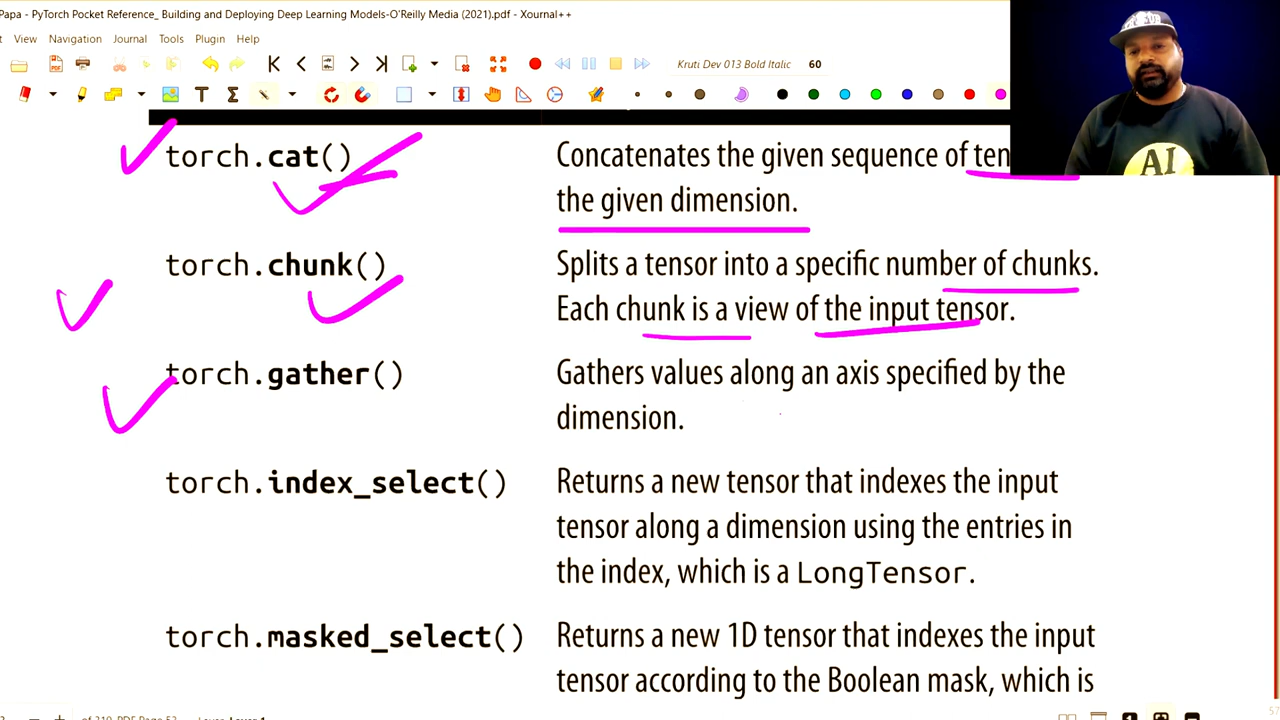 Papa - PyTorch Pocket Reference_ Building and Deploying Deep Learning Models-O'Reilly Media (2021).pdf - Xournal++
View Navigation Journal Tools Plugin Help
Kruti Dev 013 Bold Italic 60
torch.cat()
Concatenates the given sequence of ten
the given dimension.
torch.chunk()
Splits a tensor into a specific number of chunks.
Each chunk is a view of the input tensor.
torch.gather()
Gathers values along an axis specified by the
dimension.
torch.index_select()
Returns a new tensor that indexes the input
tensor along a dimension using the entries in
the index, which is a LongTensor.
torch.masked_select()
Returns a new 1D tensor that indexes the input
tensor according to the Boolean mask, which is
AI